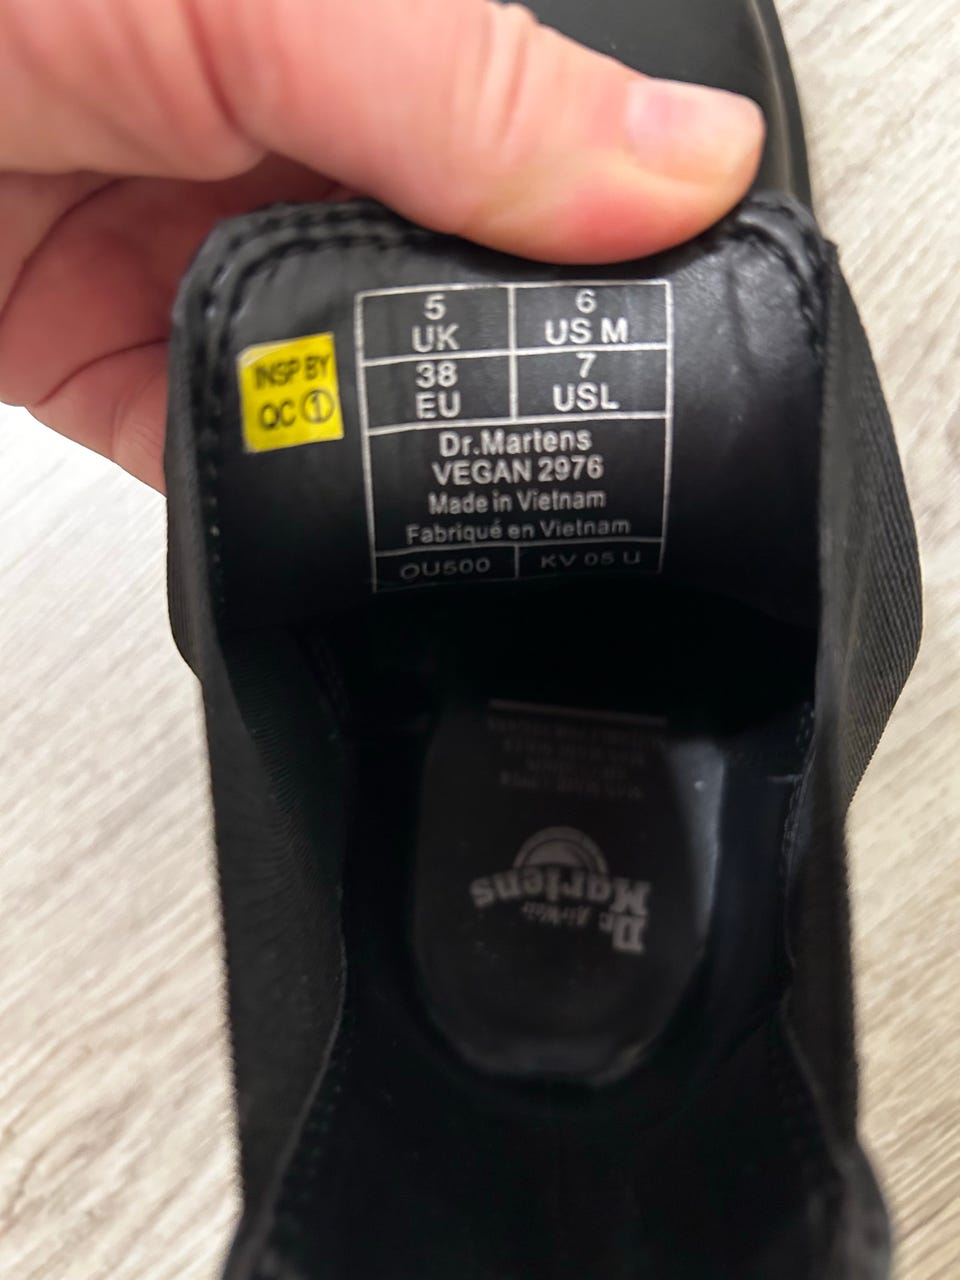 5 UK
6 US M
38 EU
7 USL
INSP BY
QC ①
Dr.Martens
VEGAN 2976
Made in Vietnam
Fabriqué en Vietnam
OU500
KV 05 U
Dr.
Martens